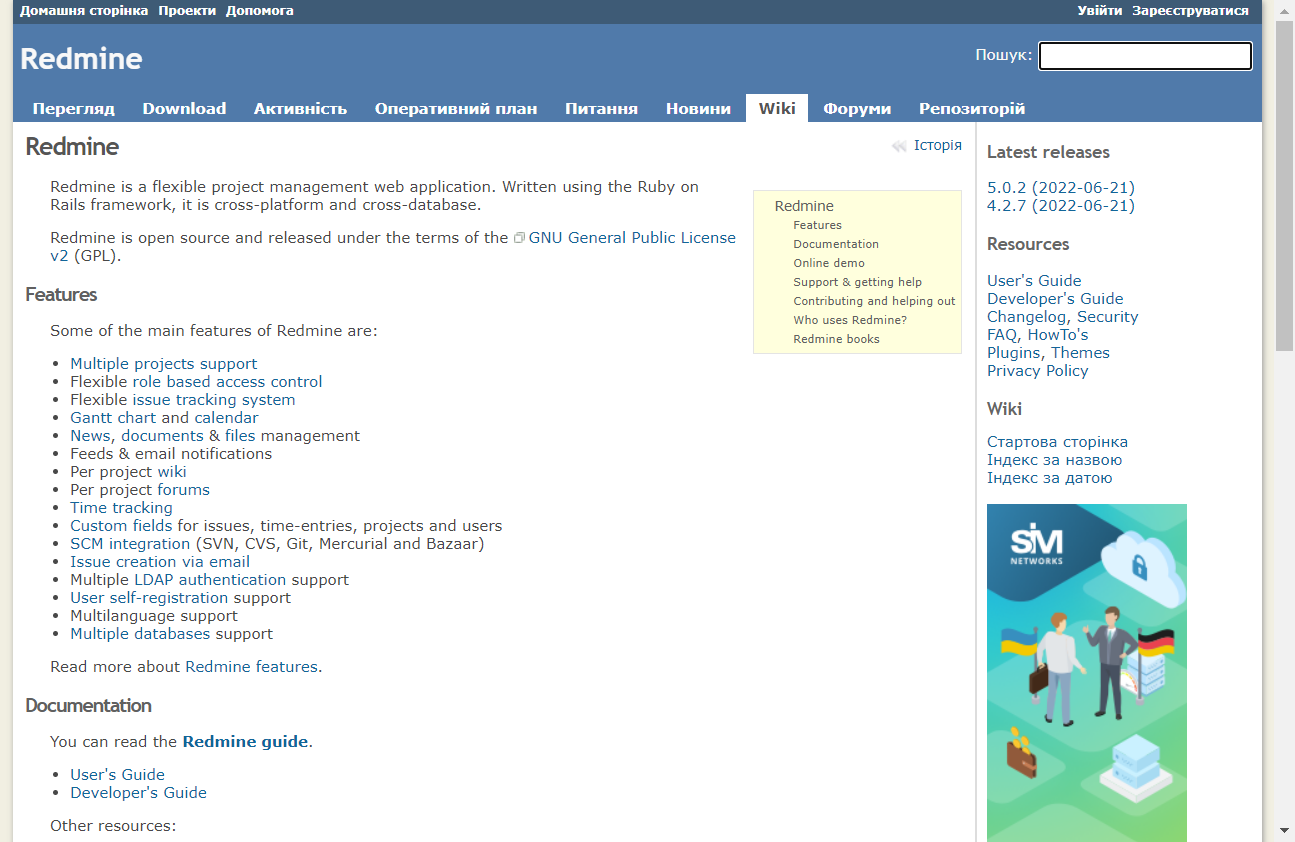 Домашня сторінка Проекти Допомога
Увійти Зареєструватися
Redmine
Пошук:
Перегляд Download Активність Оперативний план Питання Новини Wiki Форуми Репозиторій
Redmine
Історія
Redmine is a flexible project management web application. Written using the Ruby on
Rails framework, it is cross-platform and cross-database.
Redmine is open source and released under the terms of the GNU General Public License
v2 (GPL).
Redmine
Features
Documentation
Online demo
Support & getting help
Contributing and helping out
Who uses Redmine?
Redmine books
Features
Some of the main features of Redmine are:
• Multiple projects support
• Flexible role based access control
• Flexible issue tracking system
• Gantt chart and calendar
• News, documents & files management
• Feeds & email notifications
• Per project wiki
• Per project forums
• Time tracking
• Custom fields for issues, time-entries, projects and users
• SCM integration (SVN, CVS, Git, Mercurial and Bazaar)
• Issue creation via email
• Multiple LDAP authentication support
• User self-registration support
• Multilanguage support
• Multiple databases support
Read more about Redmine features.
Documentation
You can read the Redmine guide.
• User's Guide
• Developer's Guide
Other resources:
Latest releases
5.0.2 (2022-06-21)
4.2.7 (2022-06-21)
Resources
User's Guide
Developer's Guide
Changelog, Security
FAQ, HowTo's
Plugins, Themes
Privacy Policy
Wiki
Стартова сторінка
Індекс за назвою
Індекс за датою
SIM
NETWORKS